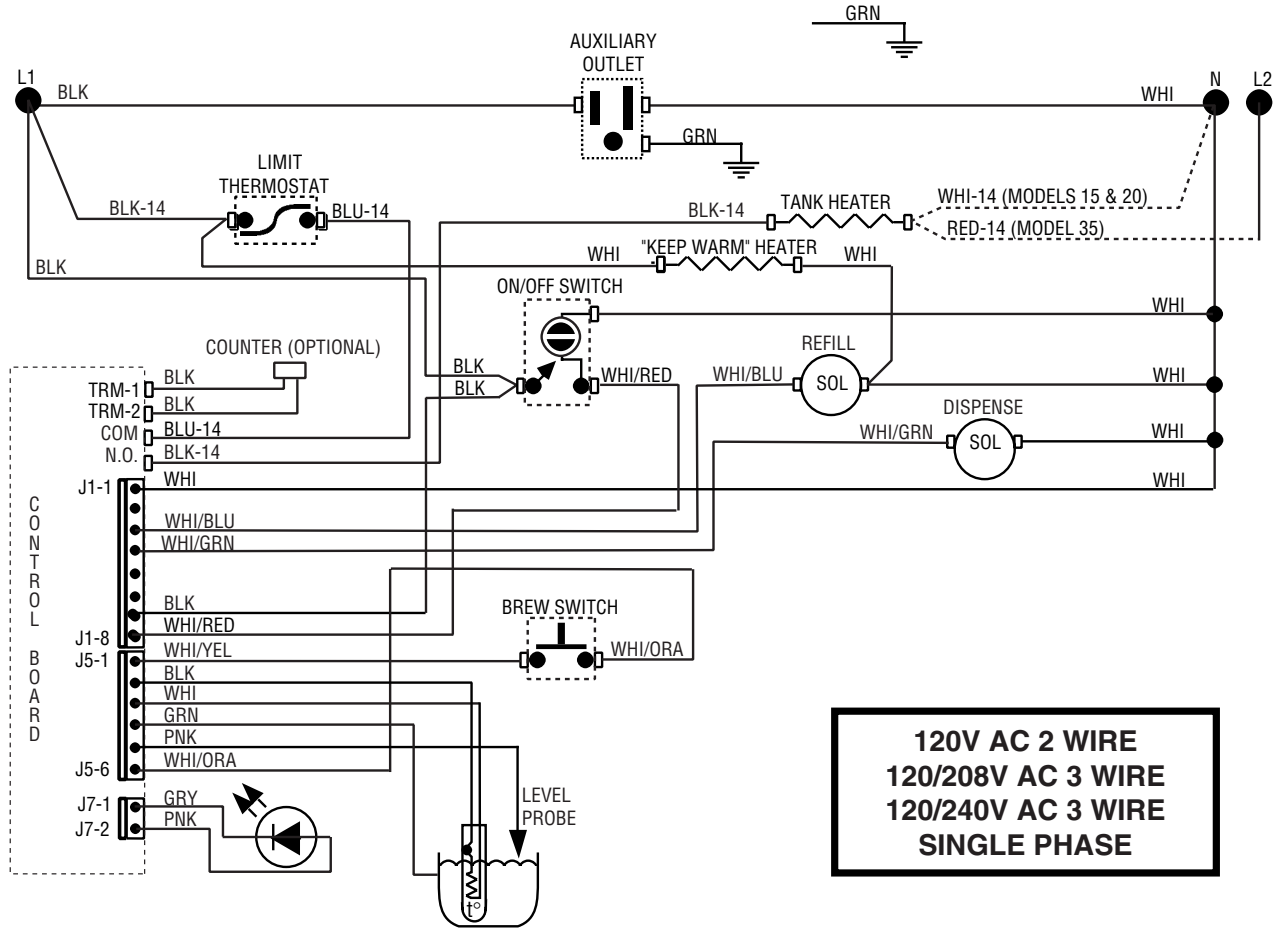 GRN
AUXILIARY
OUTLET
L1
N
L2
BLK
WHI
GRN
LIMIT
THERMOSTAT
BLK-14
BLU-14
BLK-14
TANK HEATER
WHI-14 (MODELS 15 & 20)
RED-14 (MODEL 35)
WHI
"KEEP WARM" HEATER
WHI
BLK
ON/OFF SWITCH
WHI
COUNTER (OPTIONAL)
REFILL
BLK
BLK
WHI/RED
WHI/BLU
SOL
WHI
TRM-1
BLK
TRM-2
BLK
DISPENSE
COM
BLU-14
WHI/GRN
SOL
WHI
N.O.
BLK-14
J1-1
WHI
WHI
CONTROL BOARD
WHI/BLU
WHI/GRN
BLK
WHI/RED
J1-8
BREW SWITCH
J5-1
WHI/YEL
WHI/ORA
BLK
WHI
GRN
PNK
WHI/ORA
J5-6
J7-1
GRY
J7-2
PNK
LEVEL
PROBE
t°
120V AC 2 WIRE
120/208V AC 3 WIRE
120/240V AC 3 WIRE
SINGLE PHASE